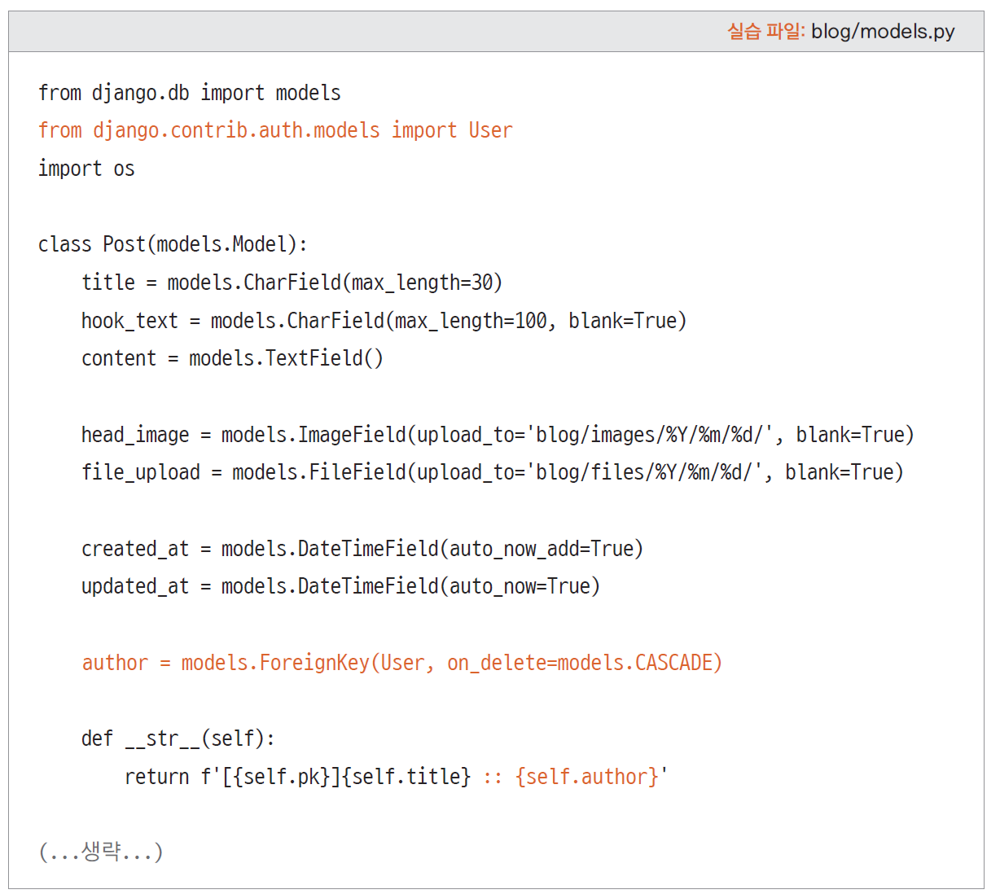 실습 파일: blog/models.py
from django.db import models
from django.contrib.auth.models import User
import os
class Post(models.Model):
    title = models.CharField(max_length=30)
    hook_text = models.CharField(max_length=100, blank=True)
    content = models.TextField()
    head_image = models.ImageField(upload_to='blog/images/%Y/%m/%d/', blank=True)
    file_upload = models.FileField(upload_to='blog/files/%Y/%m/%d/', blank=True)
    created_at = models.DateTimeField(auto_now_add=True)
    updated_at = models.DateTimeField(auto_now=True)
    author = models.ForeignKey(User, on_delete=models.CASCADE)
    def __str__(self):
        return f'[{self.pk}]{self.title} :: {self.author}'
(...생략...)